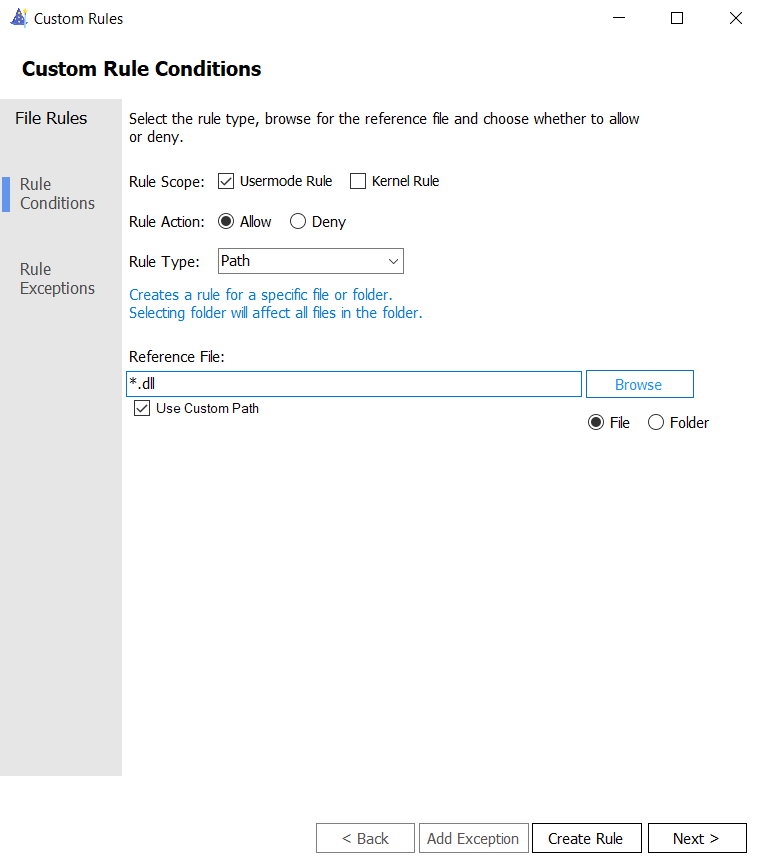 Custom Rules
Custom Rule Conditions
File Rules
Rule
Conditions
Rule
Exceptions
Select the rule type, browse for the reference file and choose whether to allow
or deny.
Rule Scope: Usermode Rule Kernel Rule
Rule Action: Allow Deny
Rule Type: Path
Creates a rule for a specific file or folder.
Selecting folder will affect all files in the folder.
Reference File:
*.dll Browse
Use Custom Path
File Folder
< Back Add Exception Create Rule Next >